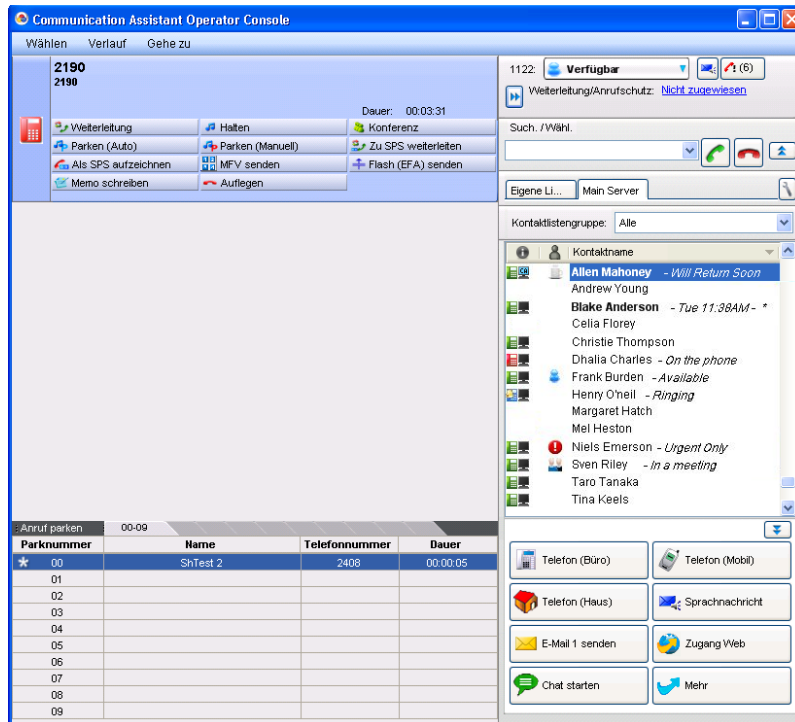 Communication Assistant Operator Console
Wählen Verlauf Gehe zu
2190
2190
Dauer: 00:03:31
Weiterleitung Halten Konferenz
Parken (Auto) Parken (Manuell) Zu SPS weiterleiten
Als SPS aufzeichnen MFV senden Flash (EFA) senden
Memo schreiben Auflegen
1122: Verfügbar (6)
Weiterleitung/Anrufschutz: Nicht zugewiesen
Such. / Wähl.
Eigene Li... Main Server
Kontaktlistengruppe: Alle
Kontaktname
Allen Mahoney - Will Return Soon
Andrew Young
Blake Anderson - Tue 11:38AM - *
Celia Florey
Christie Thompson
Dhalia Charles - On the phone
Frank Burden - Available
Henry O'neil - Ringing
Margaret Hatch
Mel Heston
Niels Emerson - Urgent Only
Sven Riley - In a meeting
Taro Tanaka
Tina Keels
Anruf parken 00-09
Parknummer Name Telefonnummer Dauer
00 ShTest 2 2408 00:00:05
01
02
03
04
05
06
07
08
09
Telefon (Büro) Telefon (Mobil)
Telefon (Haus) Sprachnachricht
E-Mail 1 senden Zugang Web
Chat starten Mehr